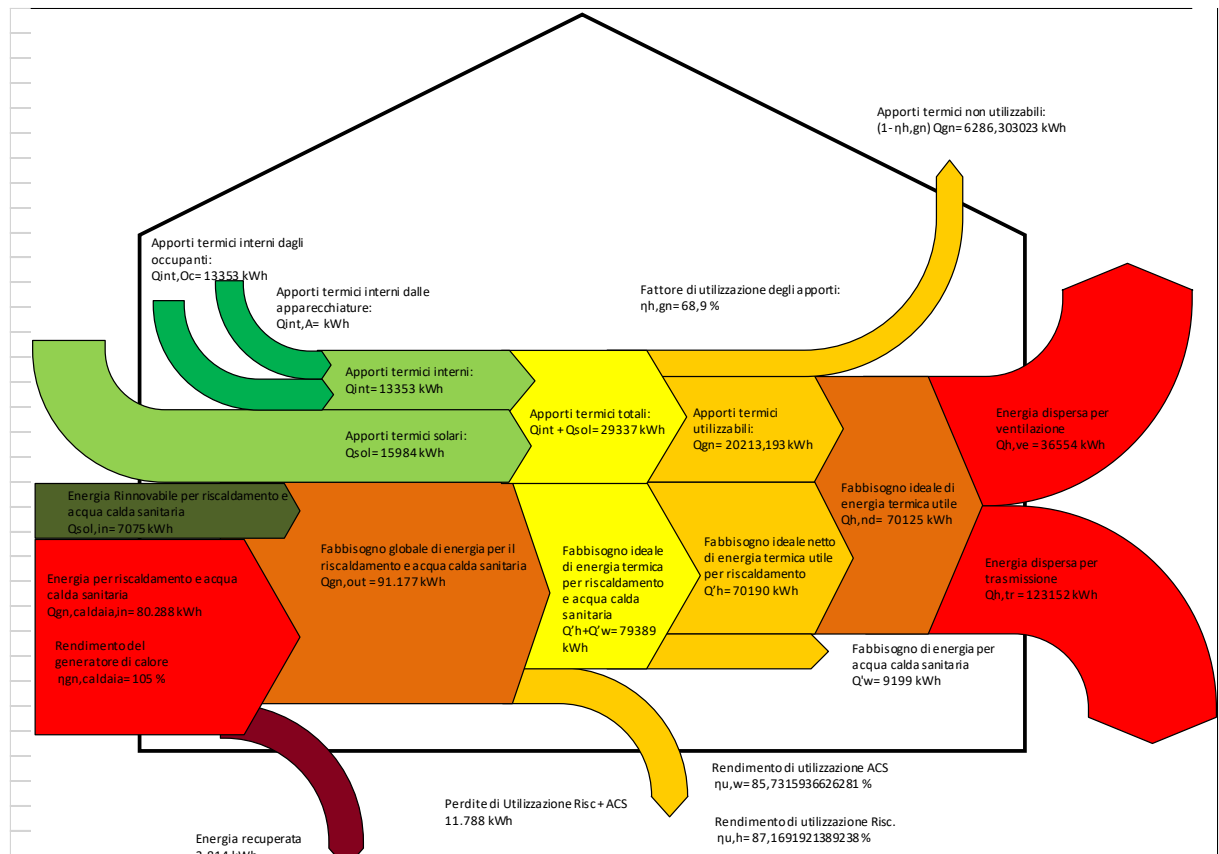 Apporti termici non utilizzabili:
(1- ηh,gn) Qgn= 6286,303023 kWh
Apporti termici interni dagli
occupanti:
Qint,Oc= 13353 kWh
Apporti termici interni dalle
apparecchiature:
Qint,A= kWh
Fattore di utilizzazione degli apporti:
ηh,gn= 68,9 %
Apporti termici interni:
Qint= 13353 kWh
Apporti termici solari:
Qsol= 15984 kWh
Apporti termici totali:
Qint + Qsol= 29337 kWh
Apporti termici
utilizzabili:
Qgn= 20213,193 kWh
Energia dispersa per
ventilazione
Qh,ve = 36554 kWh
Energia Rinnovabile per riscaldamento e
acqua calda sanitaria
Qsol,in= 7075 kWh
Fabbisogno ideale di
energia termica utile
Qh,nd= 70125 kWh
Fabbisogno globale di energia per il
riscaldamento e acqua calda sanitaria
Qgn,out = 91.177 kWh
Fabbisogno ideale
di energia termica
per riscaldamento
e acqua calda
sanitaria
Q'h+Q'w= 79389
kWh
Fabbisogno ideale netto
di energia termica utile
per riscaldamento
Q'h= 70190 kWh
Energia dispersa per
trasmissione
Qh,tr = 123152 kWh
Energia per riscaldamento e acqua
calda sanitaria
Qgn,caldaia,in= 80.288 kWh
Rendimento del
generatore di calore
ηgn,caldaia= 105 %
Fabbisogno di energia per
acqua calda sanitaria
Q'w= 9199 kWh
Rendimento di utilizzazione ACS
ηu,w= 85,7315936626281 %
Perdite di Utilizzazione Risc + ACS
11.788 kWh
Rendimento di utilizzazione Risc.
ηu,h= 87,1691921389238 %
Energia recuperata